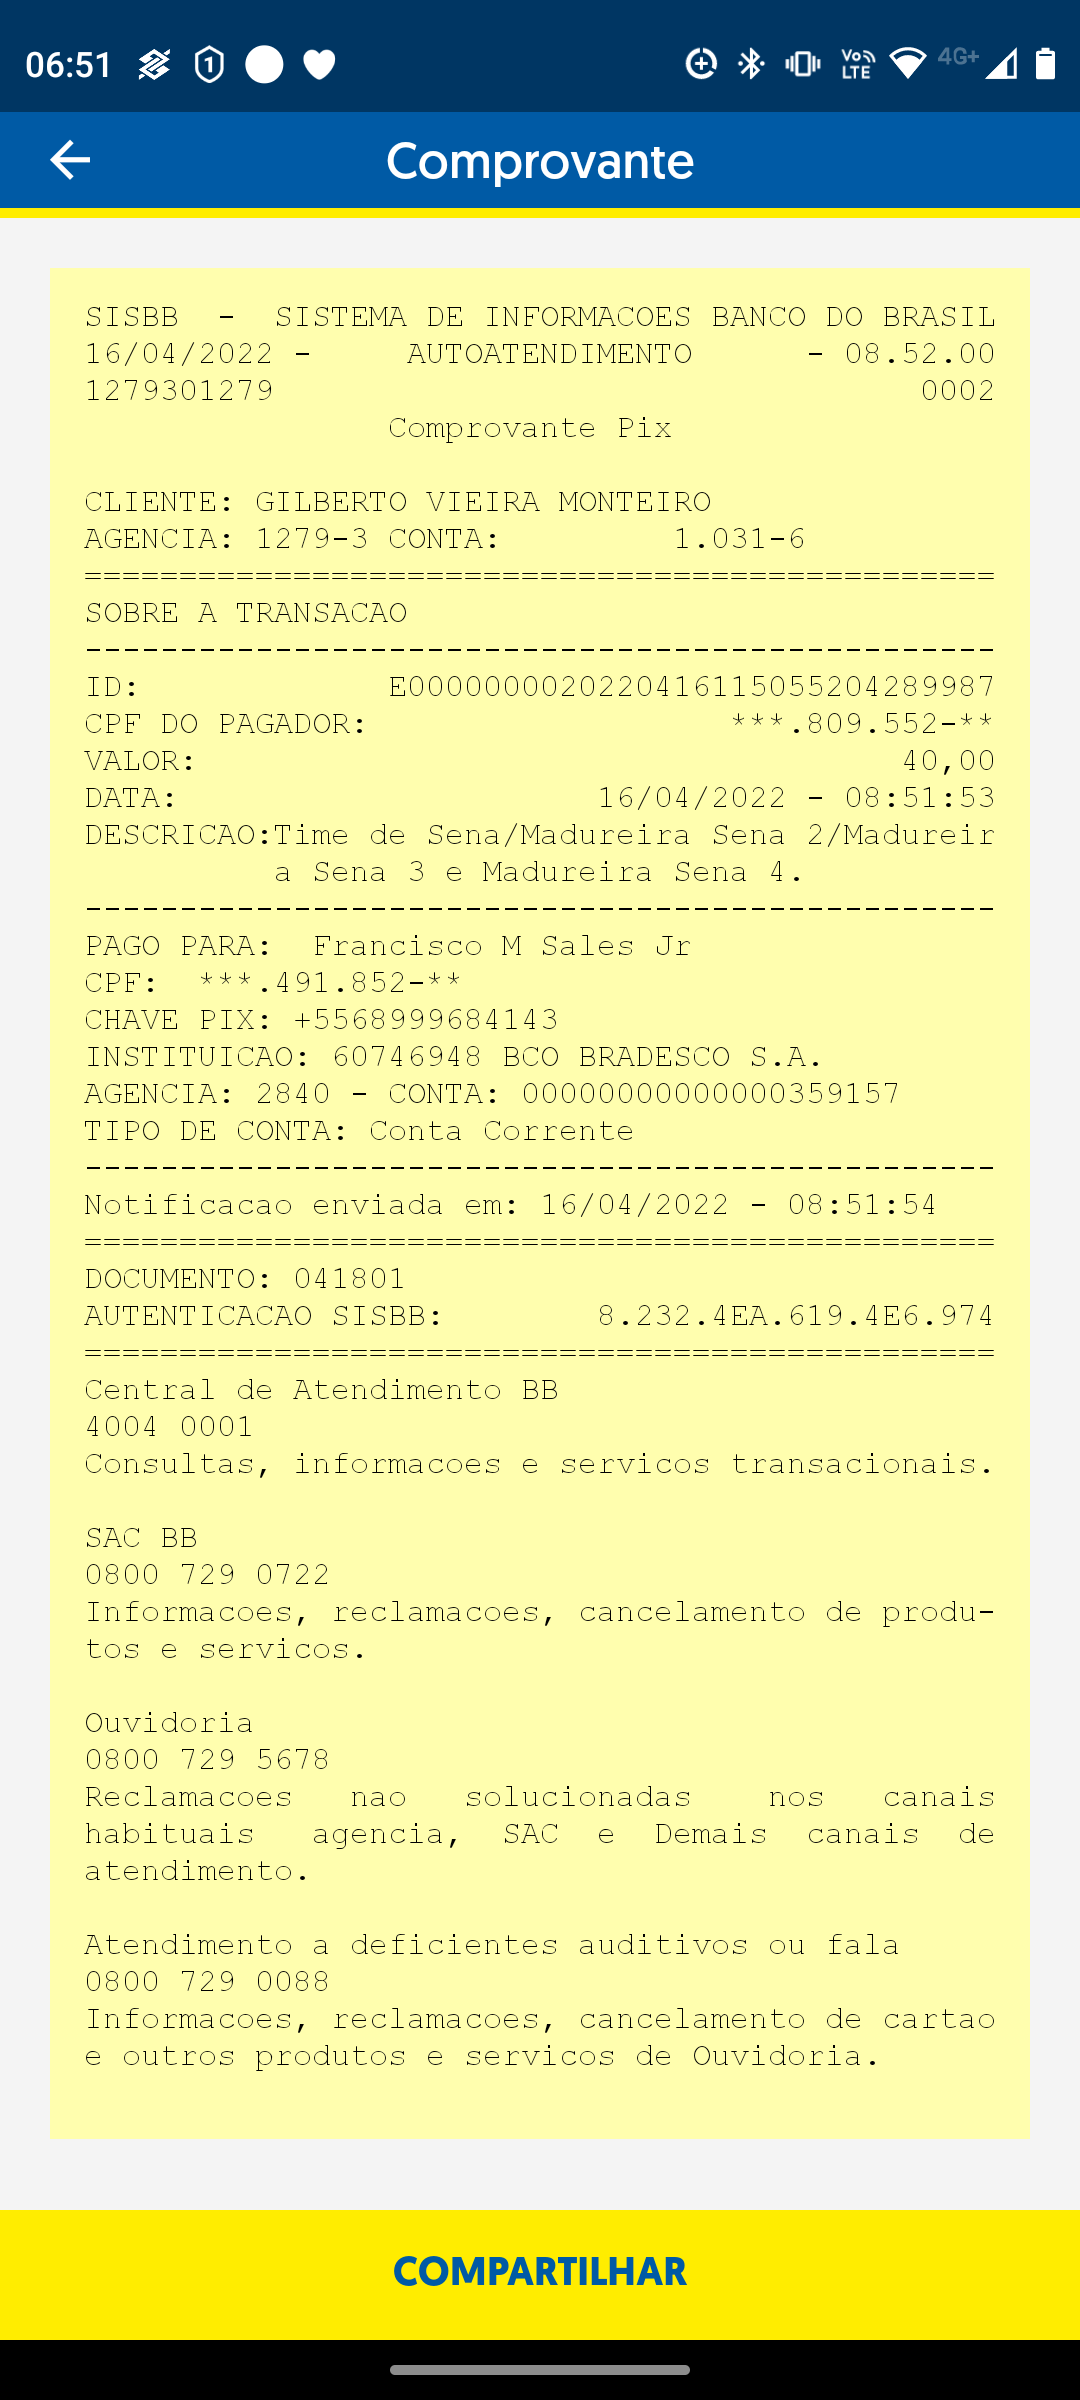 06:51
Vo LTE 4G+
Comprovante
SISBB - SISTEMA DE INFORMACOES BANCO DO BRASIL
16/04/2022 - AUTOATENDIMENTO - 08.52.00
1279301279 0002
Comprovante Pix
CLIENTE: GILBERTO VIEIRA MONTEIRO
AGENCIA: 1279-3 CONTA: 1.031-6
================================================
SOBRE A TRANSACAO
------------------------------------------------
ID: E0000000020220416115055204289987
CPF DO PAGADOR: ***.809.552-**
VALOR: 40,00
DATA: 16/04/2022 - 08:51:53
DESCRICAO:Time de Sena/Madureira Sena 2/Madureir
a Sena 3 e Madureira Sena 4.
------------------------------------------------
PAGO PARA: Francisco M Sales Jr
CPF: ***.491.852-**
CHAVE PIX: +5568999684143
INSTITUICAO: 60746948 BCO BRADESCO S.A.
AGENCIA: 2840 - CONTA: 00000000000000359157
TIPO DE CONTA: Conta Corrente
------------------------------------------------
Notificacao enviada em: 16/04/2022 - 08:51:54
================================================
DOCUMENTO: 041801
AUTENTICACAO SISBB: 8.232.4EA.619.4E6.974
================================================
Central de Atendimento BB
4004 0001
Consultas, informacoes e servicos transacionais.
SAC BB
0800 729 0722
Informacoes, reclamacoes, cancelamento de produ-
tos e servicos.
Ouvidoria
0800 729 5678
Reclamacoes nao solucionadas nos canais
habituais agencia, SAC e Demais canais de
atendimento.
Atendimento a deficientes auditivos ou fala
0800 729 0088
Informacoes, reclamacoes, cancelamento de cartao
e outros produtos e servicos de Ouvidoria.
COMPARTILHAR